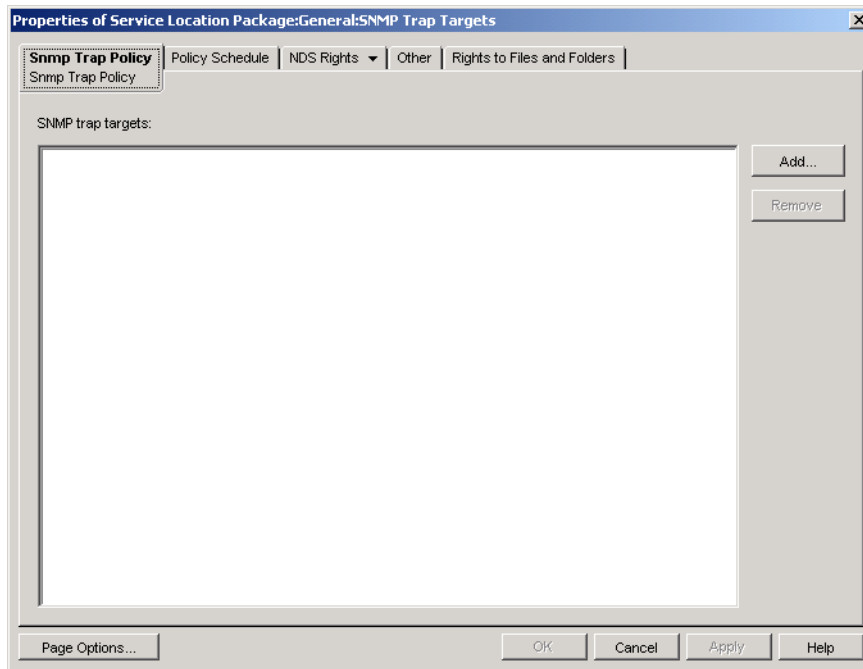 Properties of Service Location Package:General:SNMP Trap Targets
Snmp Trap Policy Policy Schedule NDS Rights Other Rights to Files and Folders
Snmp Trap Policy
SNMP trap targets:
Add...
Remove
Page Options... OK Cancel Apply Help